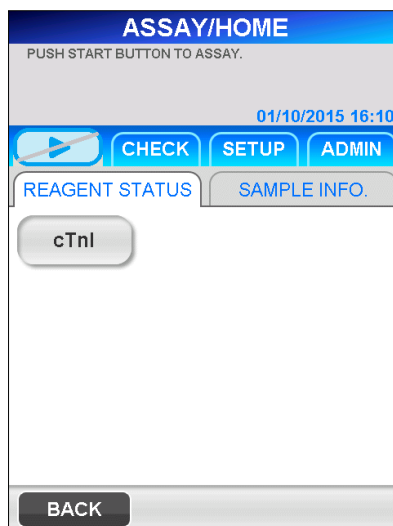 ASSAY/HOME
PUSH START BUTTON TO ASSAY.
01/10/2015 16:10
CHECK SETUP ADMIN
REAGENT STATUS SAMPLE INFO.
cTnI
BACK